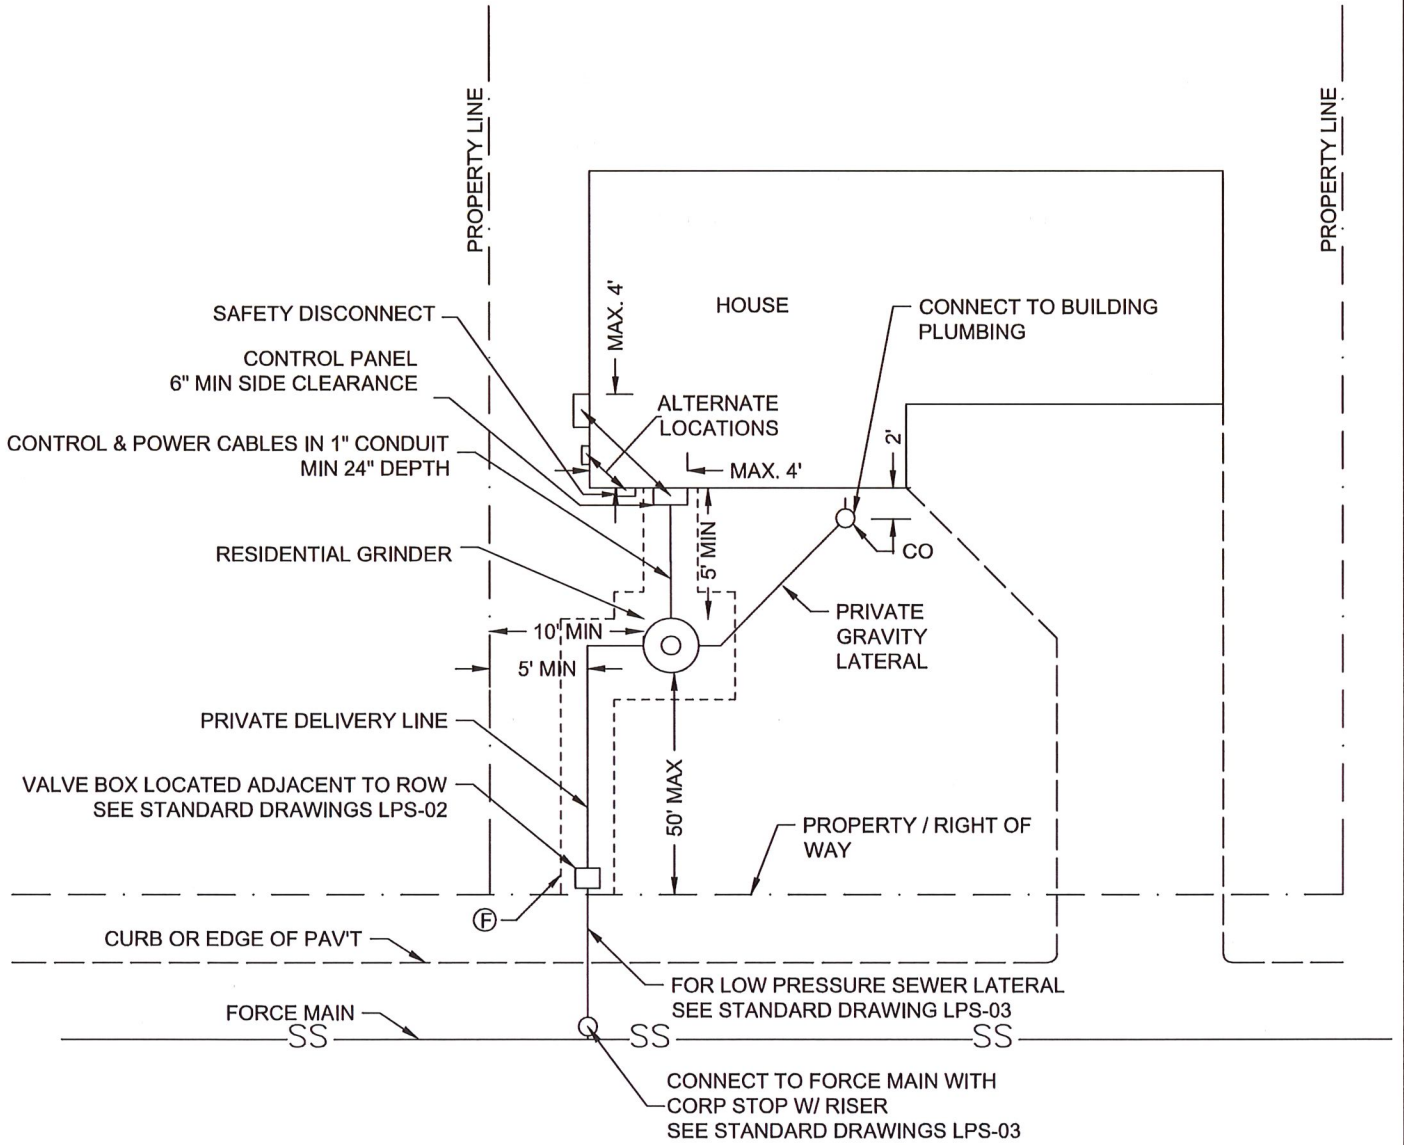 PROPERTY LINE
PROPERTY LINE
HOUSE
MAX. 4'
CONNECT TO BUILDING
PLUMBING
SAFETY DISCONNECT
CONTROL PANEL
6" MIN SIDE CLEARANCE
ALTERNATE
LOCATIONS
CONTROL & POWER CABLES IN 1" CONDUIT
MIN 24" DEPTH
MAX. 4'
2'
RESIDENTIAL GRINDER
5' MIN
CO
10' MIN
PRIVATE
GRAVITY
LATERAL
5' MIN
PRIVATE DELIVERY LINE
VALVE BOX LOCATED ADJACENT TO ROW
SEE STANDARD DRAWINGS LPS-02
50' MAX
PROPERTY / RIGHT OF
WAY
F
CURB OR EDGE OF PAV'T
FOR LOW PRESSURE SEWER LATERAL
SEE STANDARD DRAWING LPS-03
FORCE MAIN
SS
SS
SS
CONNECT TO FORCE MAIN WITH
CORP STOP W/ RISER
SEE STANDARD DRAWINGS LPS-03